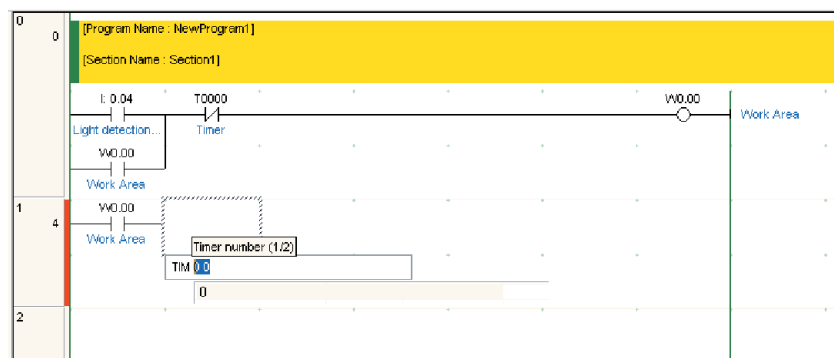 0
0
[Program Name : NewProgram1]
[Section Name : Section1]
I: 0.04
T0000
W0.00
Work Area
Light detection...
Timer
W0.00
Work Area
1
4
W0.00
Work Area
Timer number (1/2)
TIM 0 0
0
2